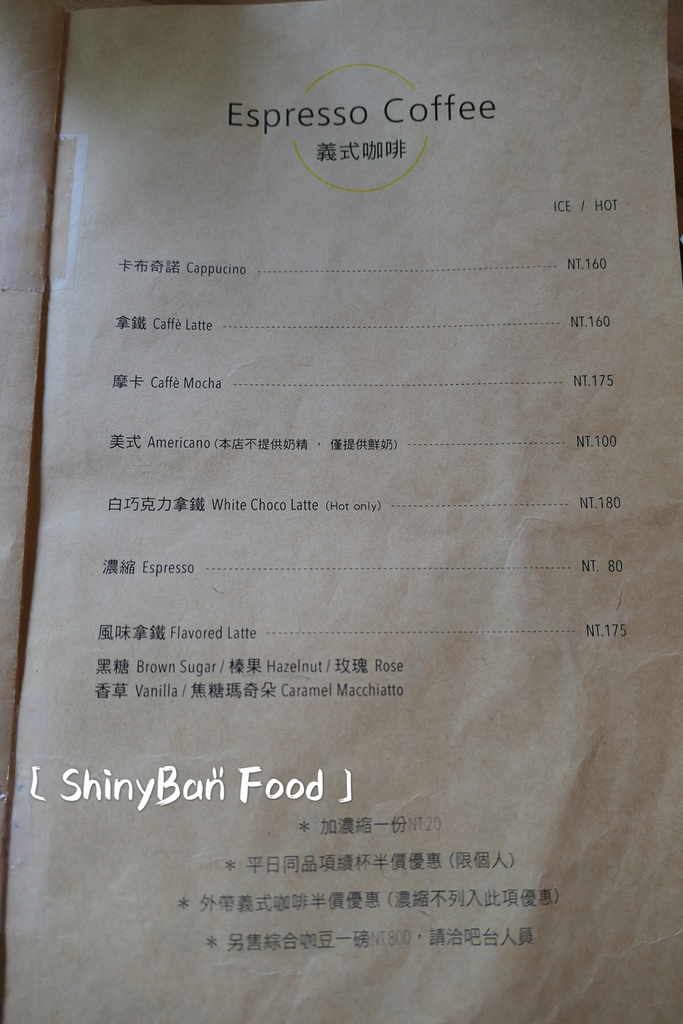 Espresso Coffee
義式咖啡
ICE / HOT
卡布奇諾 Cappucino NT.160
拿鐵 Caffè Latte NT.160
摩卡 Caffè Mocha NT.175
美式 Americano (本店不提供奶精 , 僅提供鮮奶) NT.100
白巧克力拿鐵 White Choco Latte (Hot only) NT.180
濃縮 Espresso NT. 80
風味拿鐵 Flavored Latte NT.175
黑糖 Brown Sugar / 榛果 Hazelnut / 玫瑰 Rose
香草 Vanilla / 焦糖瑪奇朵 Caramel Macchiatto
[ ShinyBan Food ]
* 加濃縮一份NT.20
* 平日同品項續杯半價優惠 (限個人)
* 外帶義式咖啡半價優惠 (濃縮不列入此項優惠)
* 另售綜合咖豆一磅 , 請洽吧台人員